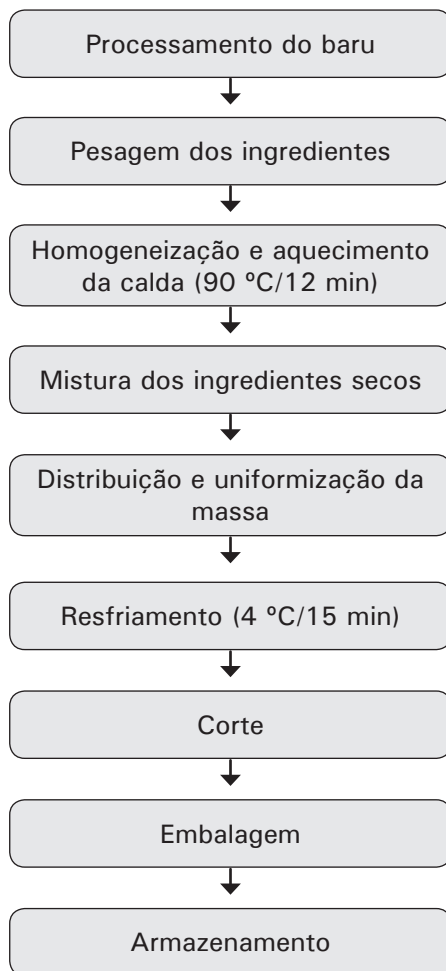 Processamento do baru
Pesagem dos ingredientes
Homogeneização e aquecimento
da calda (90 ºC/12 min)
Mistura dos ingredientes secos
Distribuição e uniformização da
massa
Resfriamento (4 ºC/15 min)
Corte
Embalagem
Armazenamento